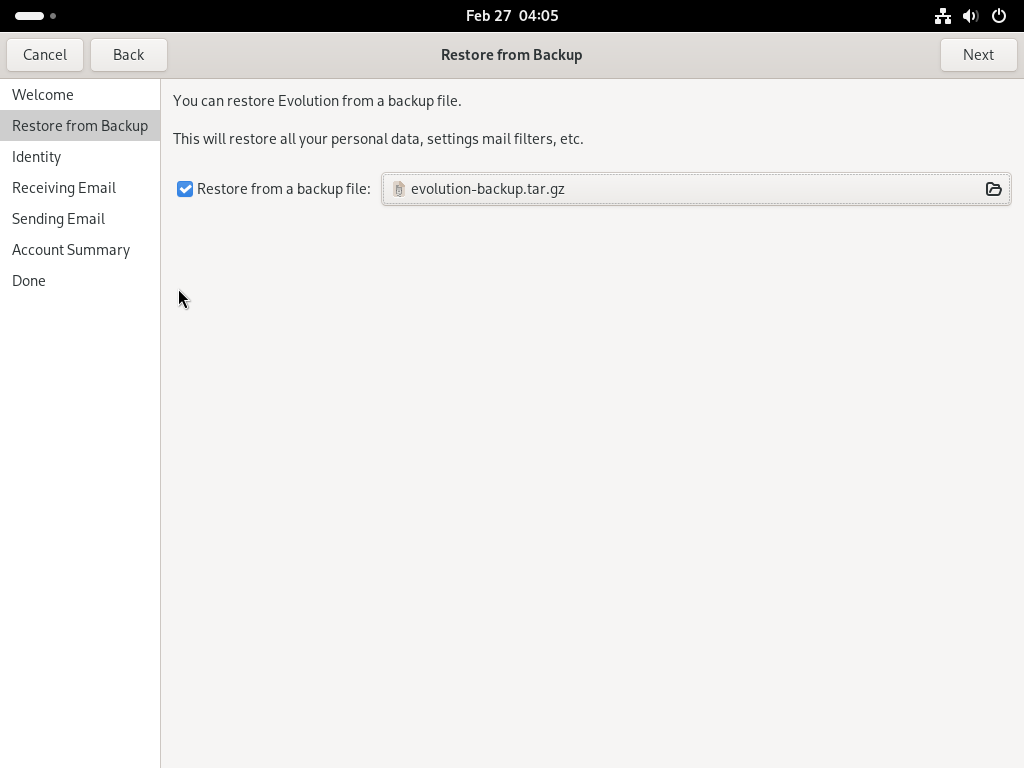 Feb 27 04:05
Cancel
Back
Restore from Backup
Next
Welcome
Restore from Backup
Identity
Receiving Email
Sending Email
Account Summary
Done
You can restore Evolution from a backup file.
This will restore all your personal data, settings mail filters, etc.
Restore from a backup file:
evolution-backup.tar.gz